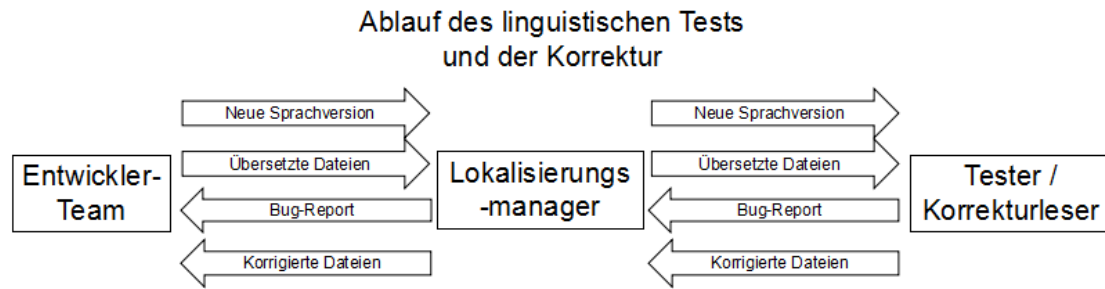 Ablauf des linguistischen Tests
und der Korrektur
Neue Sprachversion
Neue Sprachversion
Übersetzte Dateien
Übersetzte Dateien
Entwickler-
Team
Lokalisierungs
-manager
Tester /
Korrekturleser
Bug-Report
Bug-Report
Korrigierte Dateien
Korrigierte Dateien